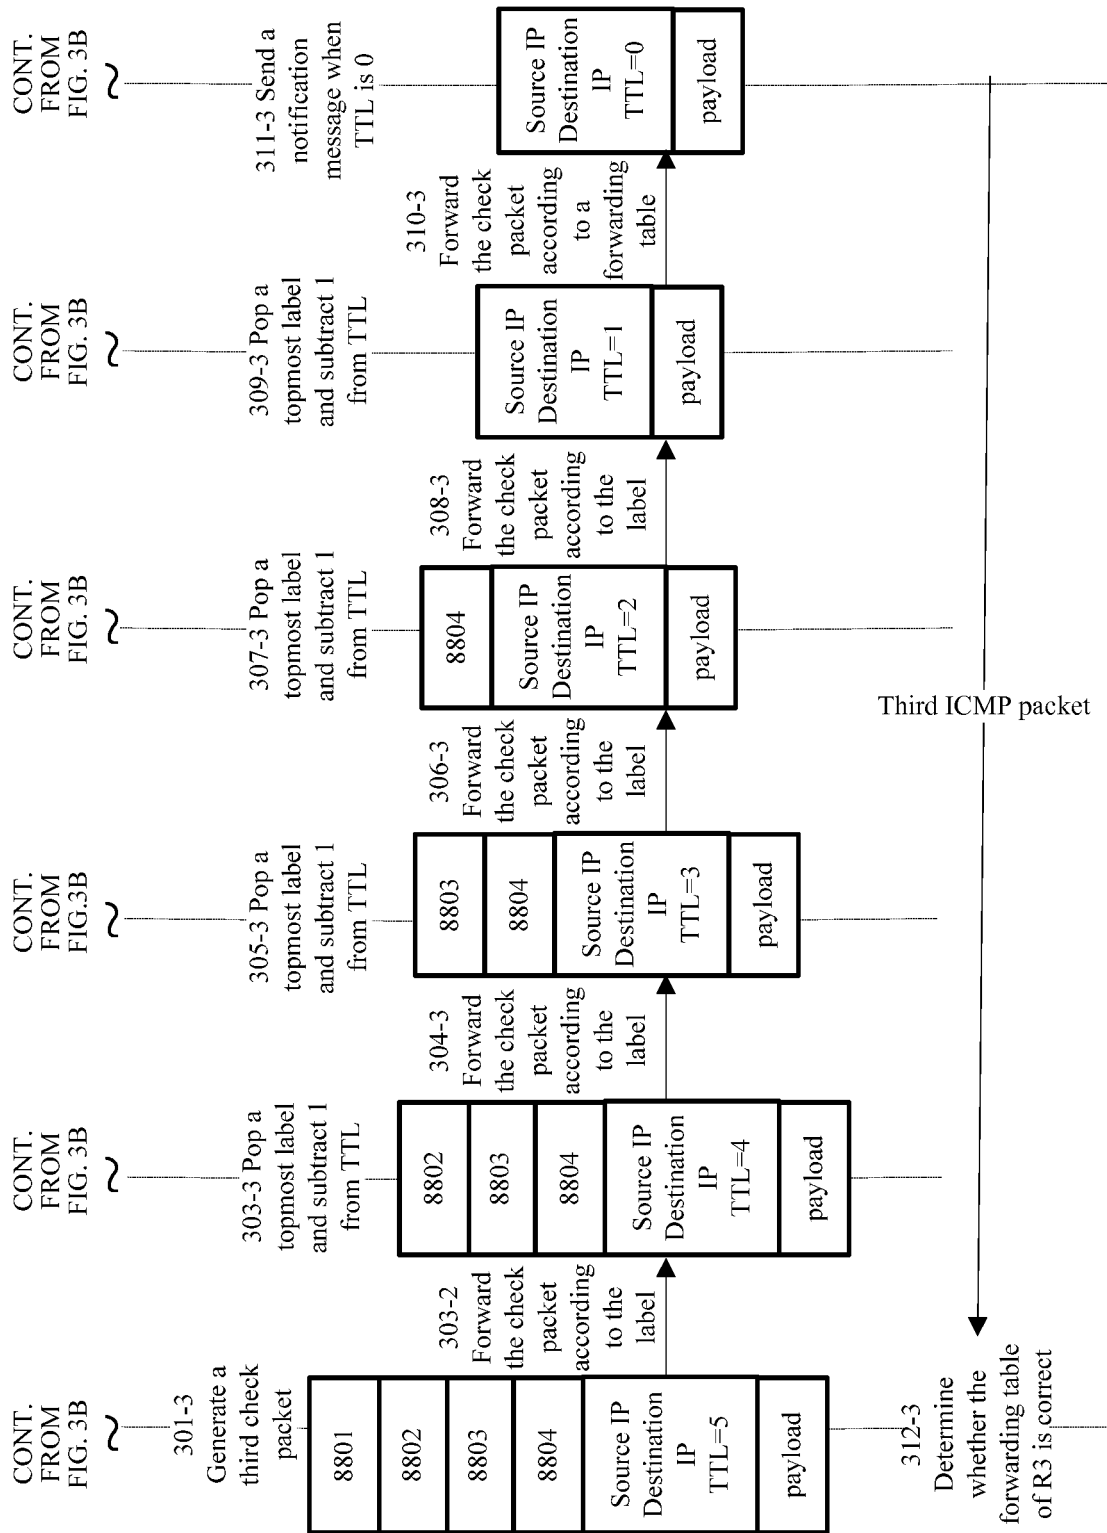 CONT.
FROM
FIG. 3B
301-3
Generate a
third check
packet
8801
8802
8803
8804
Source IP
Destination
IP
TTL=5
payload
312-3
Determine
whether the
forwarding table
of R3 is correct
303-2
Forward
the check
packet
according
to the
label
CONT.
FROM
FIG. 3B
303-3 Pop a
topmost label
and subtract 1
from TTL
8802
8803
8804
Source IP
Destination
IP
TTL=4
payload
304-3
Forward
the check
packet
according
to the
label
CONT.
FROM
FIG.3B
305-3 Pop a
topmost label
and subtract 1
from TTL
8803
8804
Source IP
Destination
IP
TTL=3
payload
306-3
Forward
the check
packet
according
to the
label
CONT.
FROM
FIG. 3B
307-3 Pop a
topmost label
and subtract 1
from TTL
8804
Source IP
Destination
IP
TTL=2
payload
308-3
Forward
the check
packet
according
to the
label
CONT.
FROM
FIG. 3B
309-3 Pop a
topmost label
and subtract 1
from TTL
Source IP
Destination
IP
TTL=1
payload
310-3
Forward
the check
packet
according
to a
forwarding
table
CONT.
FROM
FIG. 3B
311-3 Send a
notification
message when
TTL is 0
Source IP
Destination
IP
TTL=0
payload
Third ICMP packet